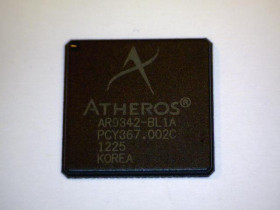 ATHEROS®
AR9342-BL1A
PCY367.002C
1225
KOREA